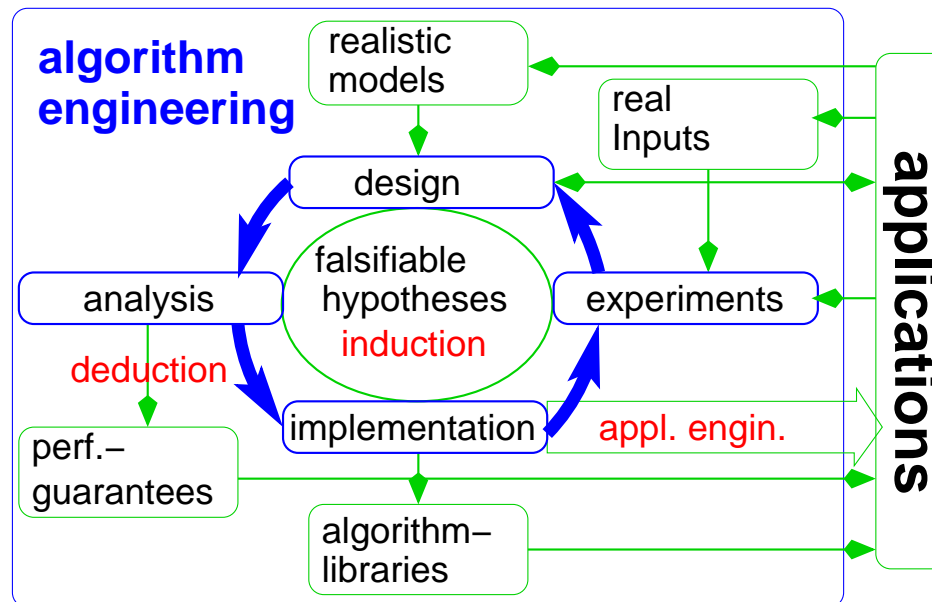 algorithm
engineering
realistic
models
real
Inputs
design
falsifiable
hypotheses
induction
analysis
experiments
deduction
implementation
appl. engin.
perf.–
guarantees
algorithm–
libraries
applications